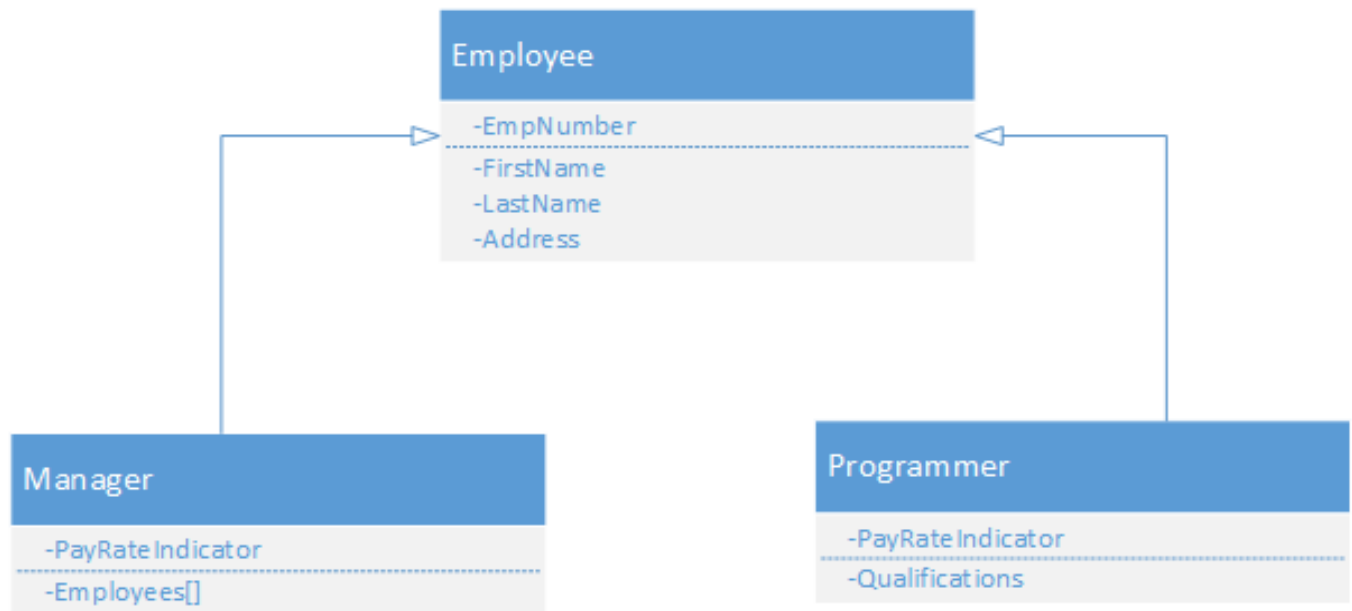 Employee
-EmpNumber
-FirstName
-LastName
-Address
Manager
-PayRateIndicator
-Employees[]
Programmer
-PayRateIndicator
-Qualifications